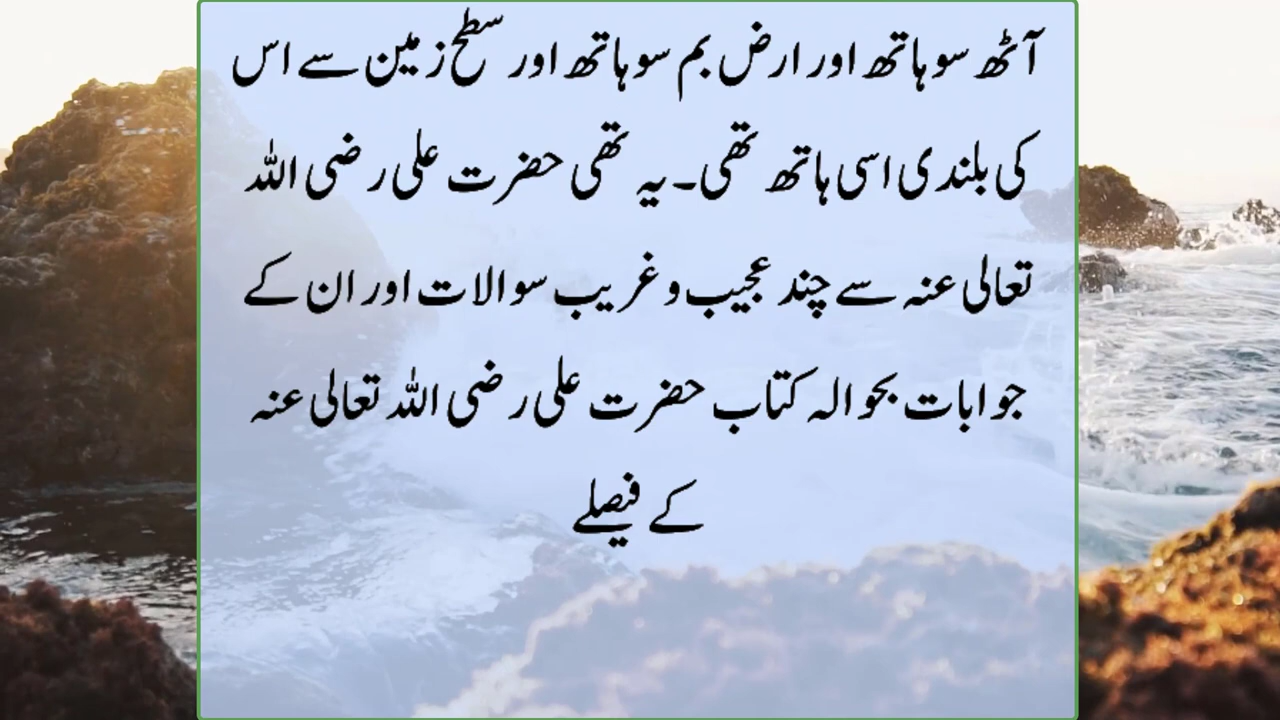 آٹھ سو ہاتھ اور ارض بم سو ہاتھ اور سطح زمین سے اس
کی بلندی اسی ہاتھ تھی۔ یہ تھی حضرت علی رضی اللہ
تعالی عنہ سے چند عجیب و غریب سوالات اور ان کے
جوابات بحوالہ کتاب حضرت علی رضی اللہ تعالی عنہ
کے فیصلے